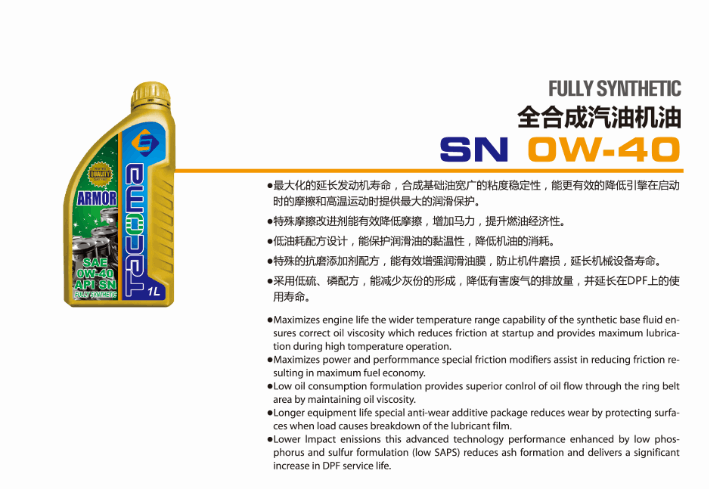 FULLY SYNTHETIC
全合成汽油机油
SN 0W-40
QUALITY
ARMOR
TACOMA
SAE
0W-40
API SN
FULLY SYNTHETIC
1L
●最大化的延长发动机寿命，合成基础油宽广的粘度稳定性，能更有效的降低引擎在启动
时的摩擦和高温运动时提供最大的润滑保护。
●特殊摩擦改进剂能有效降低摩擦，增加马力，提升燃油经济性。
●低油耗配方设计，能保护润滑油的黏温性，降低机油的消耗。
●特殊的抗磨添加剂配方，能有效增强润滑油膜，防止机件磨损，延长机械设备寿命。
●采用低硫、磷配方，能减少灰份的形成，降低有害废气的排放量，并延长在DPF上的使
用寿命。
●Maximizes engine life the wider temperature range capability of the synthetic base fluid en-
sures correct oil viscosity which reduces friction at startup and provides maximum lubrica-
tion during high tomperature operation.
●Maximizes power and performmance special friction modifiers assist in reducing friction re-
sulting in maximum fuel economy.
●Low oil consumption formulation provides superior conlrol of oil flow through the ring belt
area by maintaining oil viscosity.
●Longer equipment life special anti-wear additive package reduces wear by protecting surfa-
ces when load causes breakdown of the lubricant film.
●Lower Impact enissions this advanced technology performance enhanced by low phos-
phorus and sulfur formulation (low SAPS) reduces ash formation and delivers a significant
increase in DPF service life.